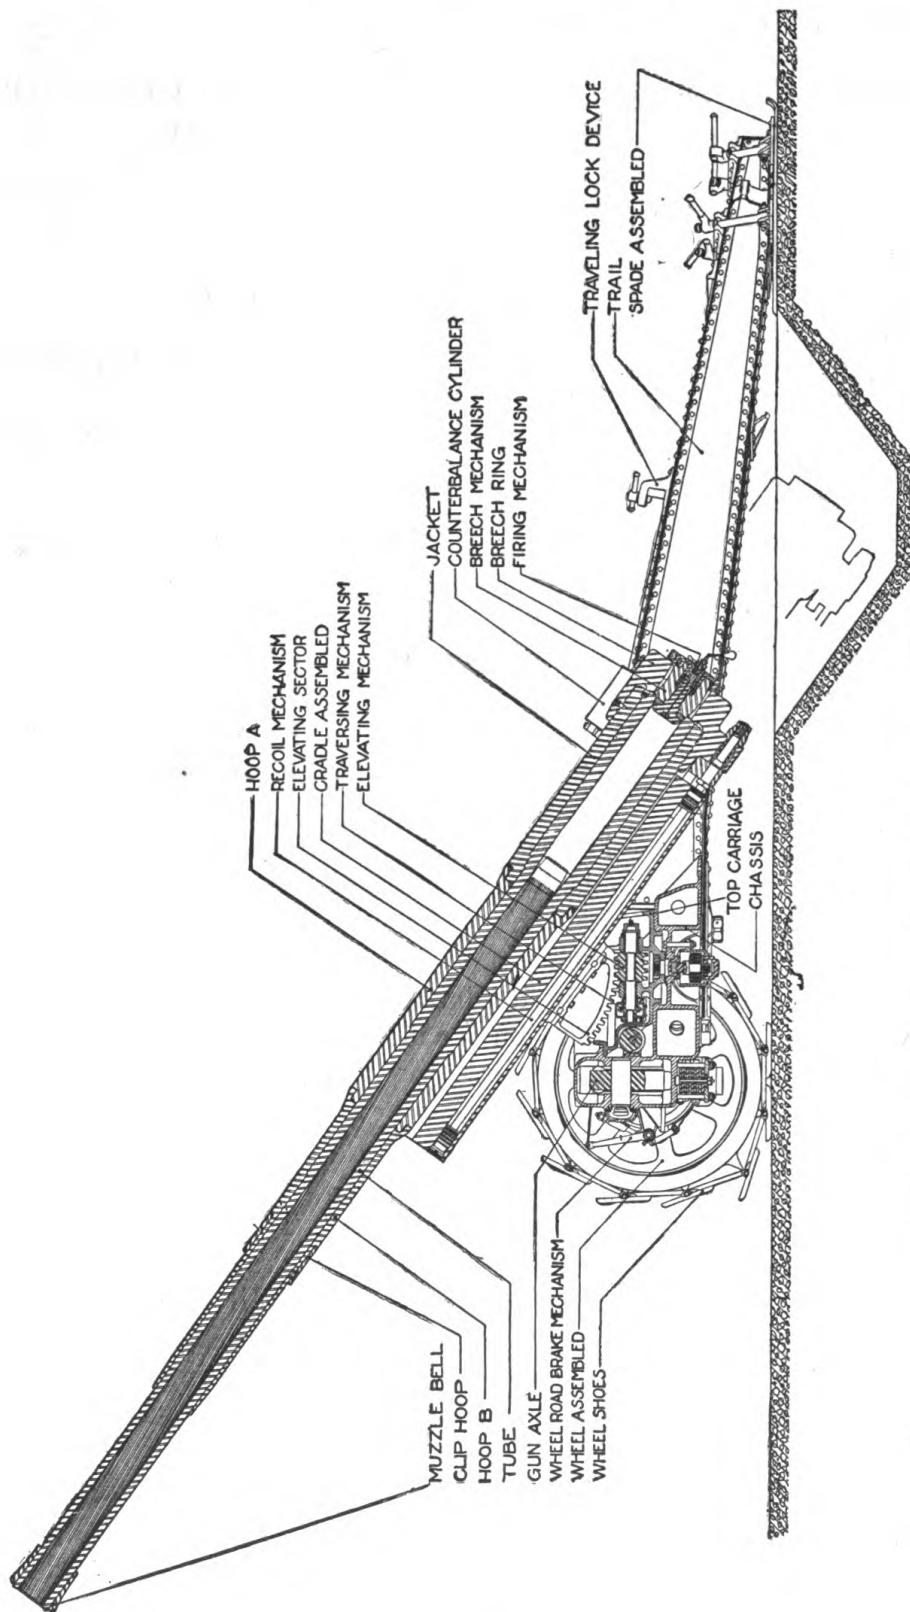 HOOP A
RECOIL MECHANISM
ELEVATING SECTOR
CRADLE ASSEMBLED
TRAVERSING MECHANISM
ELEVATING MECHANISM
JACKET
COUNTERBALANCE CYLINDER
BREECH MECHANISM
BREECH RING
FIRING MECHANISM
TRAVELING LOCK DEVICE
TRAIL
SPADE ASSEMBLED
MUZZLE BELL
CLIP HOOP
HOOP B
TUBE
GUN AXLE
WHEEL ROAD BRAKE MECHANISM
WHEEL ASSEMBLED
WHEEL SHOES
TOP CARRIAGE
CHASSIS